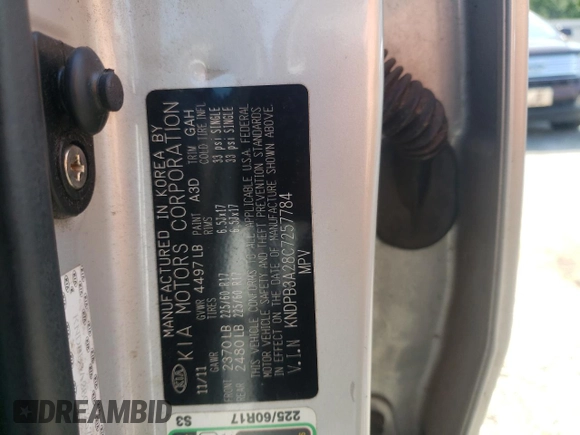 MANUFACTURED IN KOREA BY
KIA KIA MOTORS CORPORATION
11/11 GVWR 4497LB PAINT A3D TRIM GAH
GAWR TIRES RIMS COLD TIRE INFL
FRONT 2370LB 225/60 R17 6.5Jx17 33 psi SINGLE
REAR 2480LB 225/60 R17 6.5Jx17 33 psi SINGLE
THIS VEHICLE CONFORMS TO ALL APPLICABLE U.S.A. FEDERAL
MOTOR VEHICLE SAFETY AND THEFT PREVENTION STANDARDS
IN EFFECT ON THE DATE OF MANUFACTURE SHOWN ABOVE.
V.I.N KNDPB3A28C7257784
MPV
225/60R17
S3
DREAMBID